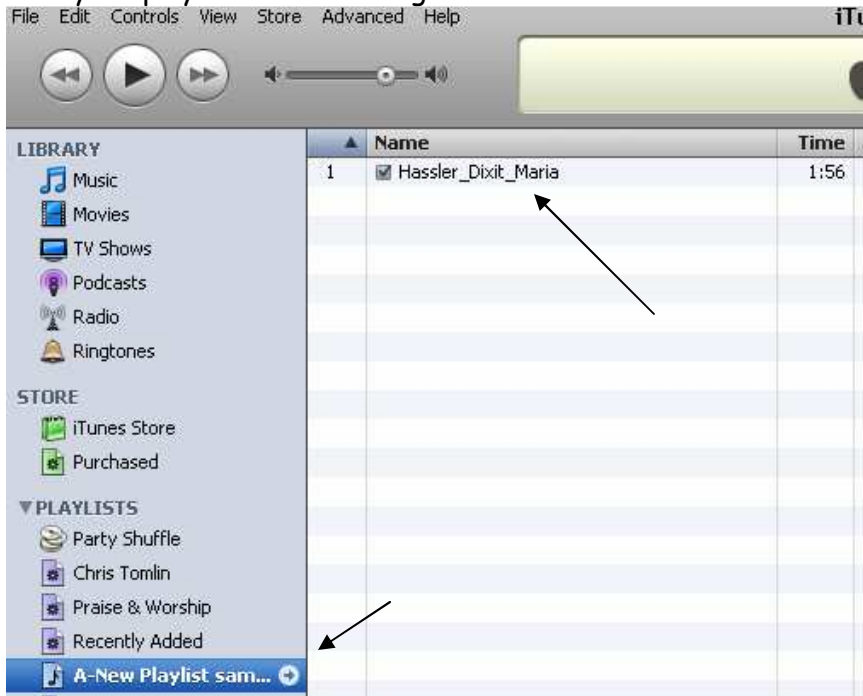 File Edit Controls View Store Advanced Help
LIBRARY
Name Time
Music
1 Hassler_Dixit_Maria 1:56
Movies
TV Shows
Podcasts
Radio
Ringtones
STORE
iTunes Store
Purchased
PLAYLISTS
Party Shuffle
Chris Tomlin
Praise & Worship
Recently Added
A-New Playlist sam...